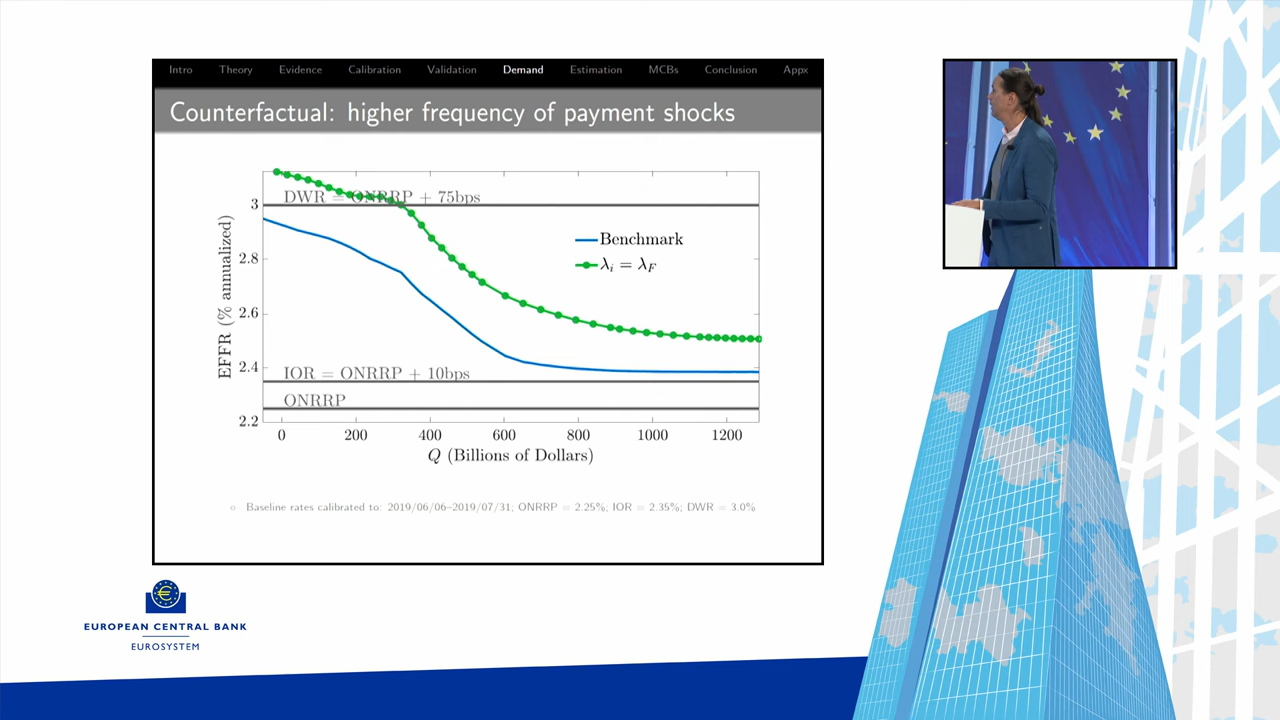 Intro Theory Evidence Calibration Validation Demand Estimation MCBs Conclusion Appx
Counterfactual: higher frequency of payment shocks
DWR = ONRRP + 75bps
3
Benchmark
λi = λF
2.8
2.6
2.4
2.2
EFFR (% annualized)
IOR = ONRRP + 10bps
ONRRP
0 200 400 600 800 1000 1200
Q (Billions of Dollars)
Baseline rates calibrated to: 2019/06/06–2019/07/31; ONRRP = 2.25%; IOR = 2.35%; DWR = 3.0%
EUROPEAN CENTRAL BANK
EUROSYSTEM